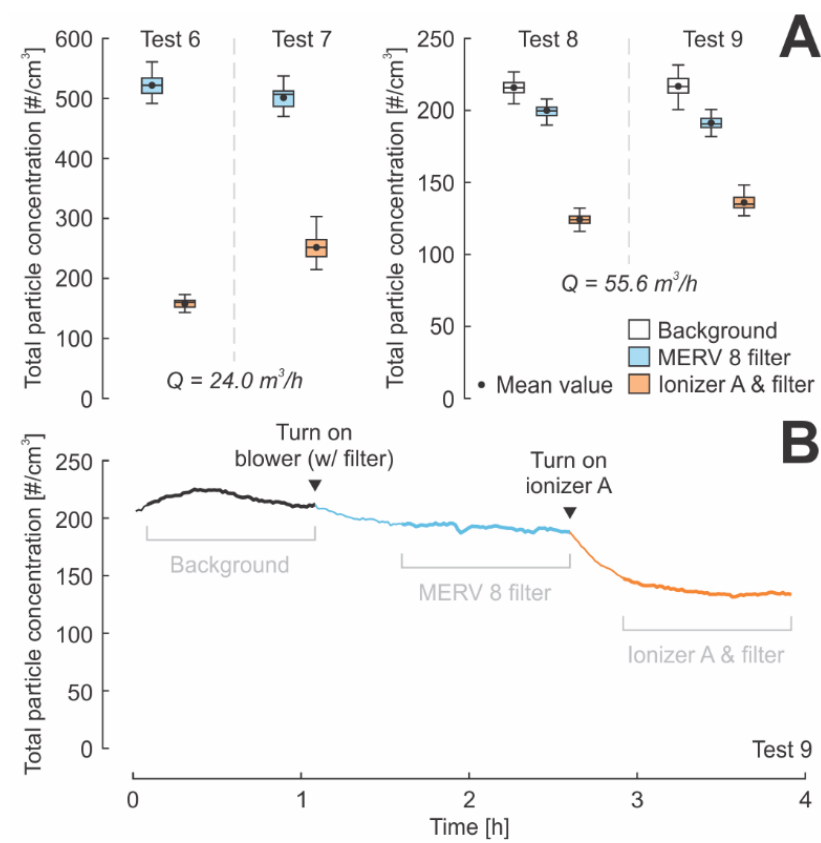 A
Test 6
Test 7
Total particle concentration [#/cm³]
600
500
400
300
200
100
0
Q = 24.0 m³/h
Test 8
Test 9
Total particle concentration [#/cm³]
250
200
150
100
50
0
Q = 55.6 m³/h
Background
MERV 8 filter
Mean value
Ionizer A & filter
B
Turn on
blower (w/ filter)
Turn on
ionizer A
Total particle concentration [#/cm³]
250
200
150
100
50
0
Background
MERV 8 filter
Ionizer A & filter
Test 9
0 1 2 3 4
Time [h]